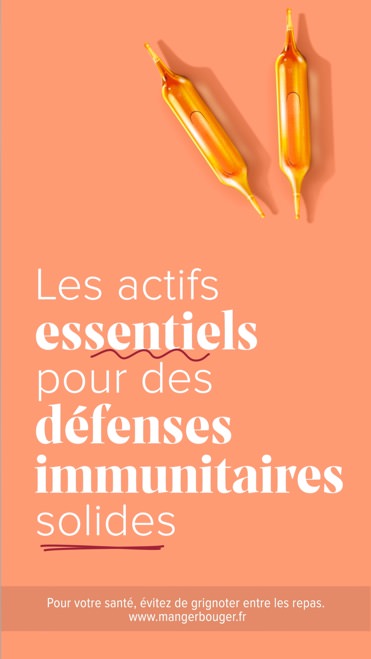 Les actifs
essentiels
pour des
défenses
immunitaires
solides
Pour votre santé, évitez de grignoter entre les repas.
www.mangerbouger.fr